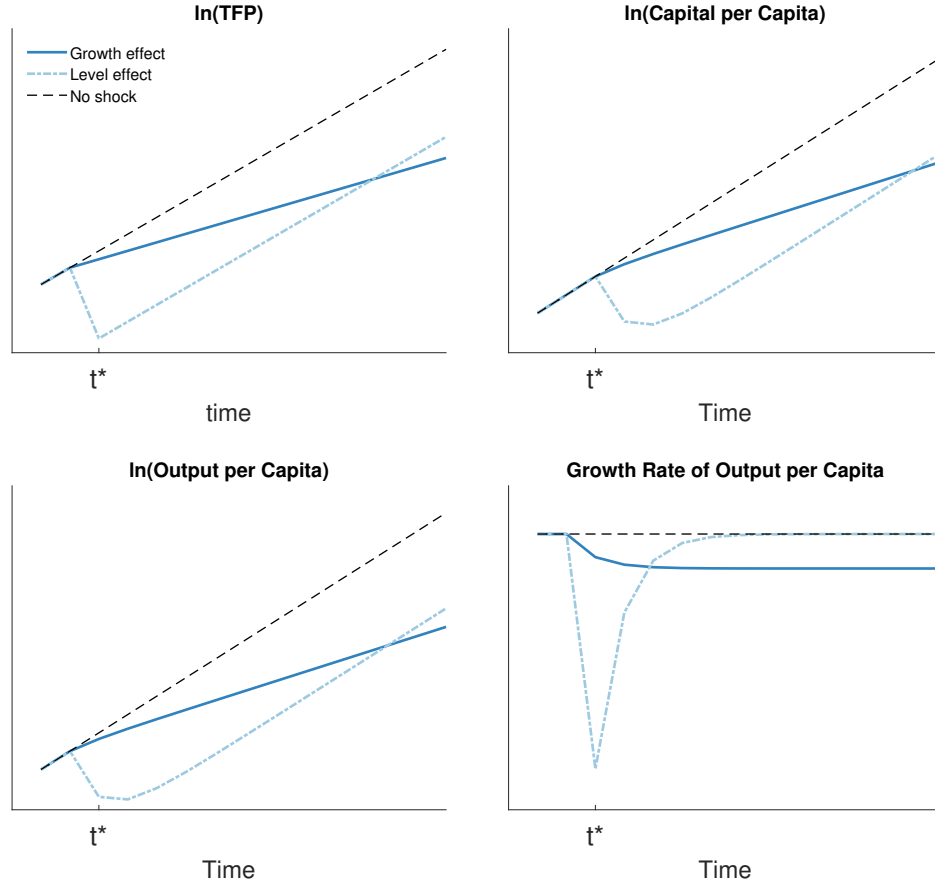 ln(TFP)
Growth effect
Level effect
No shock
t*
time
ln(Capital per Capita)
t*
Time
ln(Output per Capita)
t*
Time
Growth Rate of Output per Capita
t*
Time